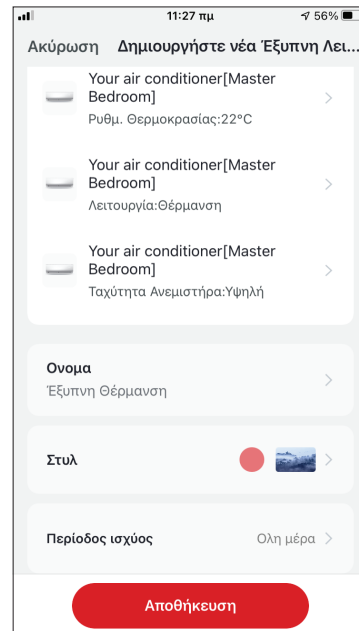 11:27 πμ
56%
Ακύρωση Δημιουργήστε νέα Έξυπνη Λει...
Your air conditioner[Master
Bedroom]
Ρυθμ. Θερμοκρασίας:22°C
Your air conditioner[Master
Bedroom]
Λειτουργία:Θέρμανση
Your air conditioner[Master
Bedroom]
Ταχύτητα Ανεμιστήρα:Υψηλή
Ονομα
Έξυπνη Θέρμανση
Στυλ
Περίοδος ισχύος Ολη μέρα
Αποθήκευση